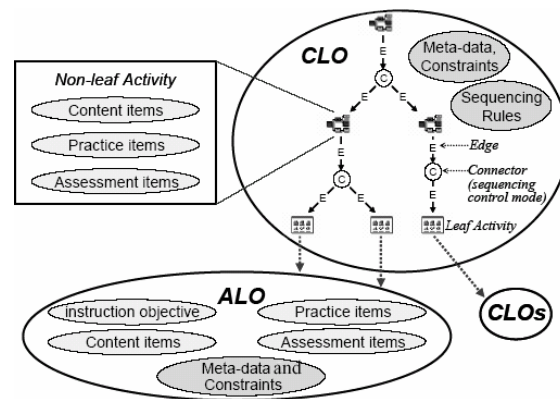 CLO
Meta-data,
Constraints
Sequencing
Rules
E
C
E
E
Non-leaf Activity
Content items
Practice items
Assessment items
E
E
Edge
C
C
Connector
(sequencing
control mode)
E
E
E
Leaf Activity
ALO
instruction objective
Practice items
Content items
Assessment items
Meta-data and
Constraints
CLOs